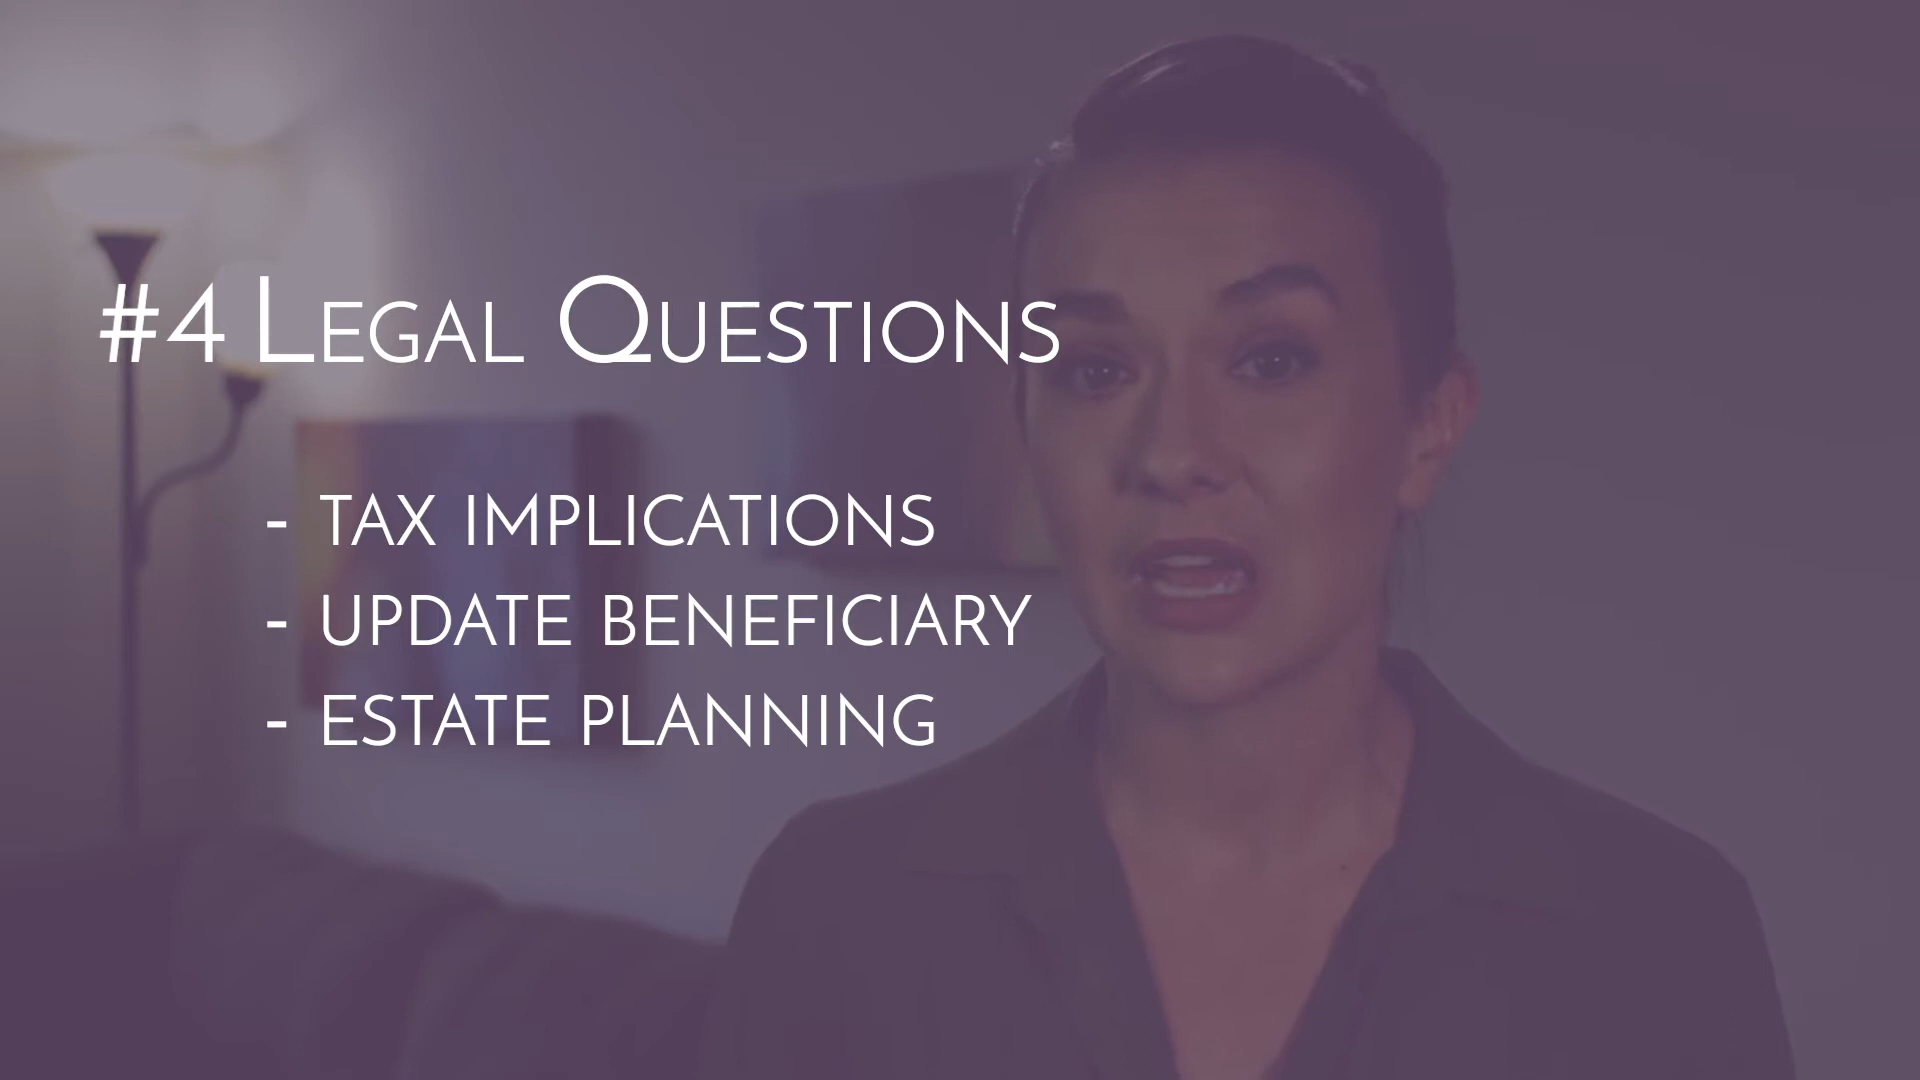 #4 Legal Questions
- TAX IMPLICATIONS
- UPDATE BENEFICIARY
- ESTATE PLANNING